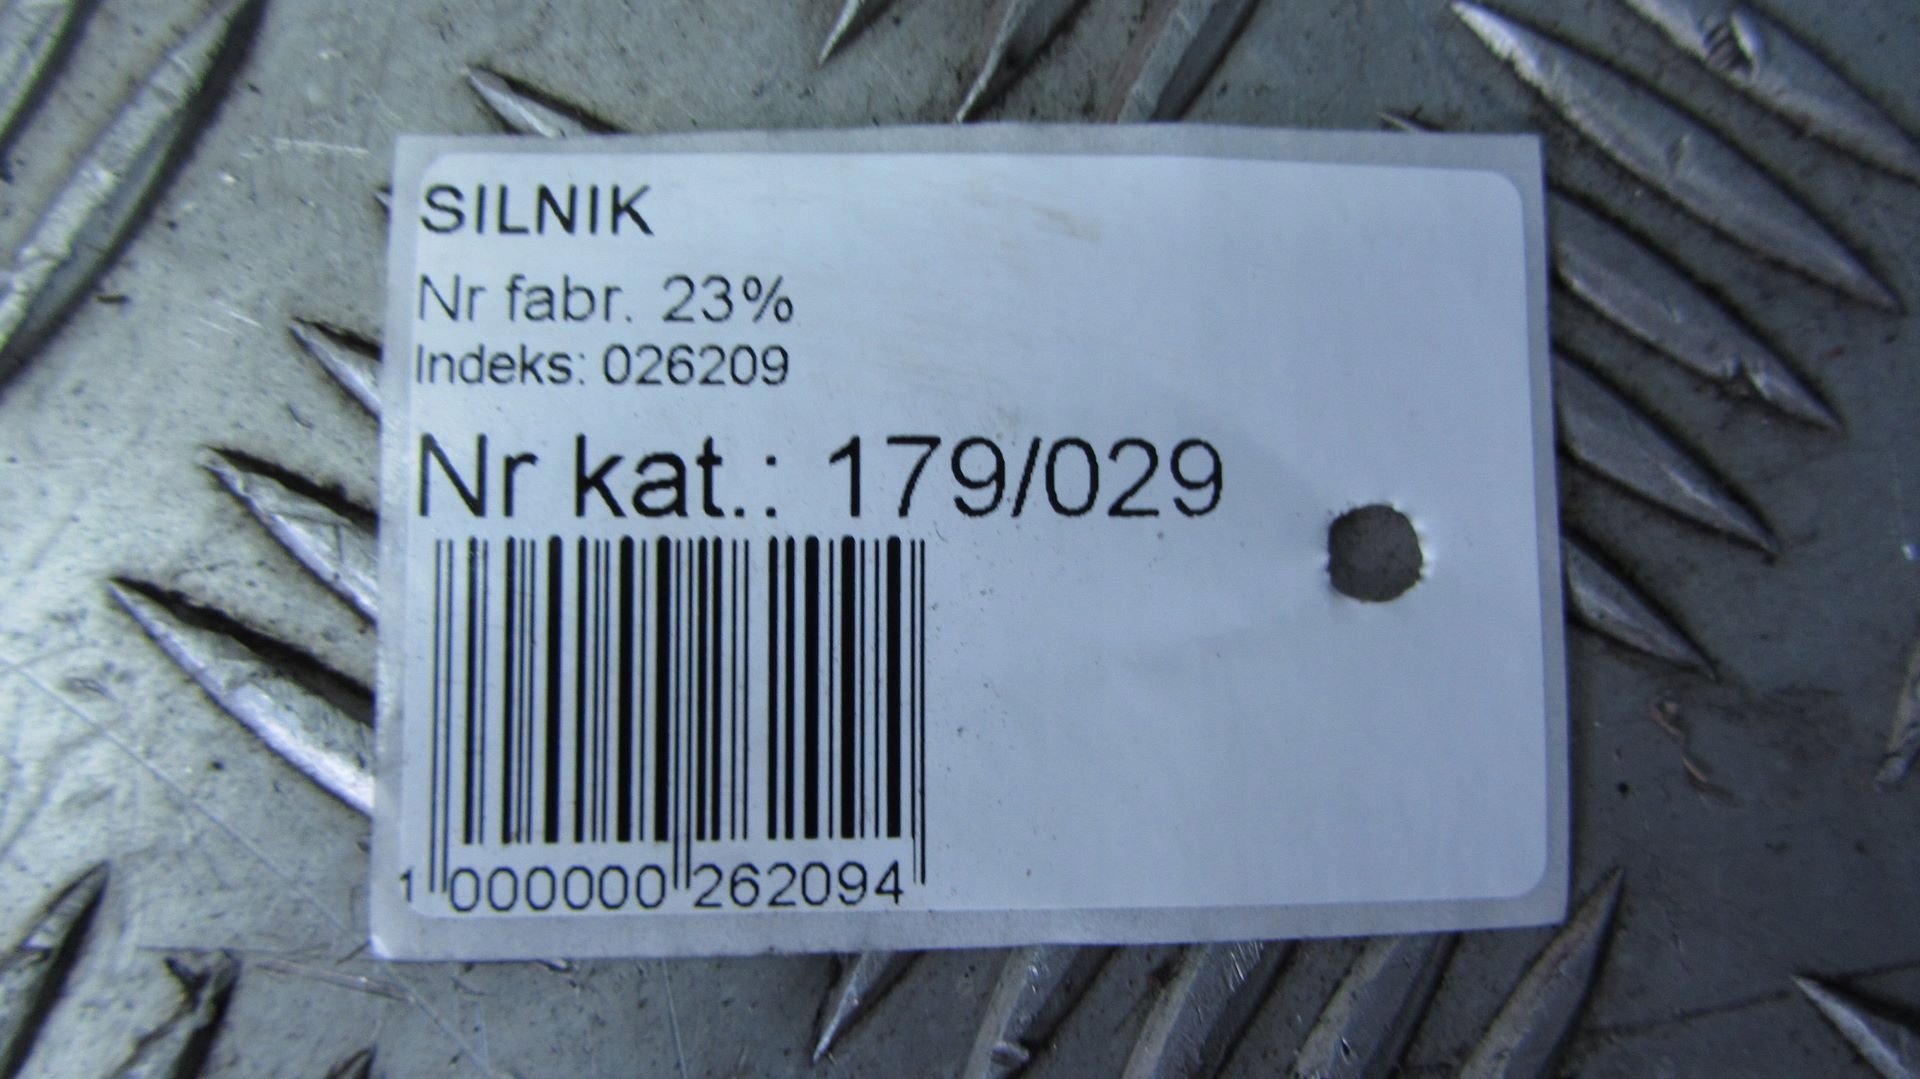 SILNIK
Nr fabr. 23%
Indeks: 026209
Nr kat.: 179/029
1 000000 262094